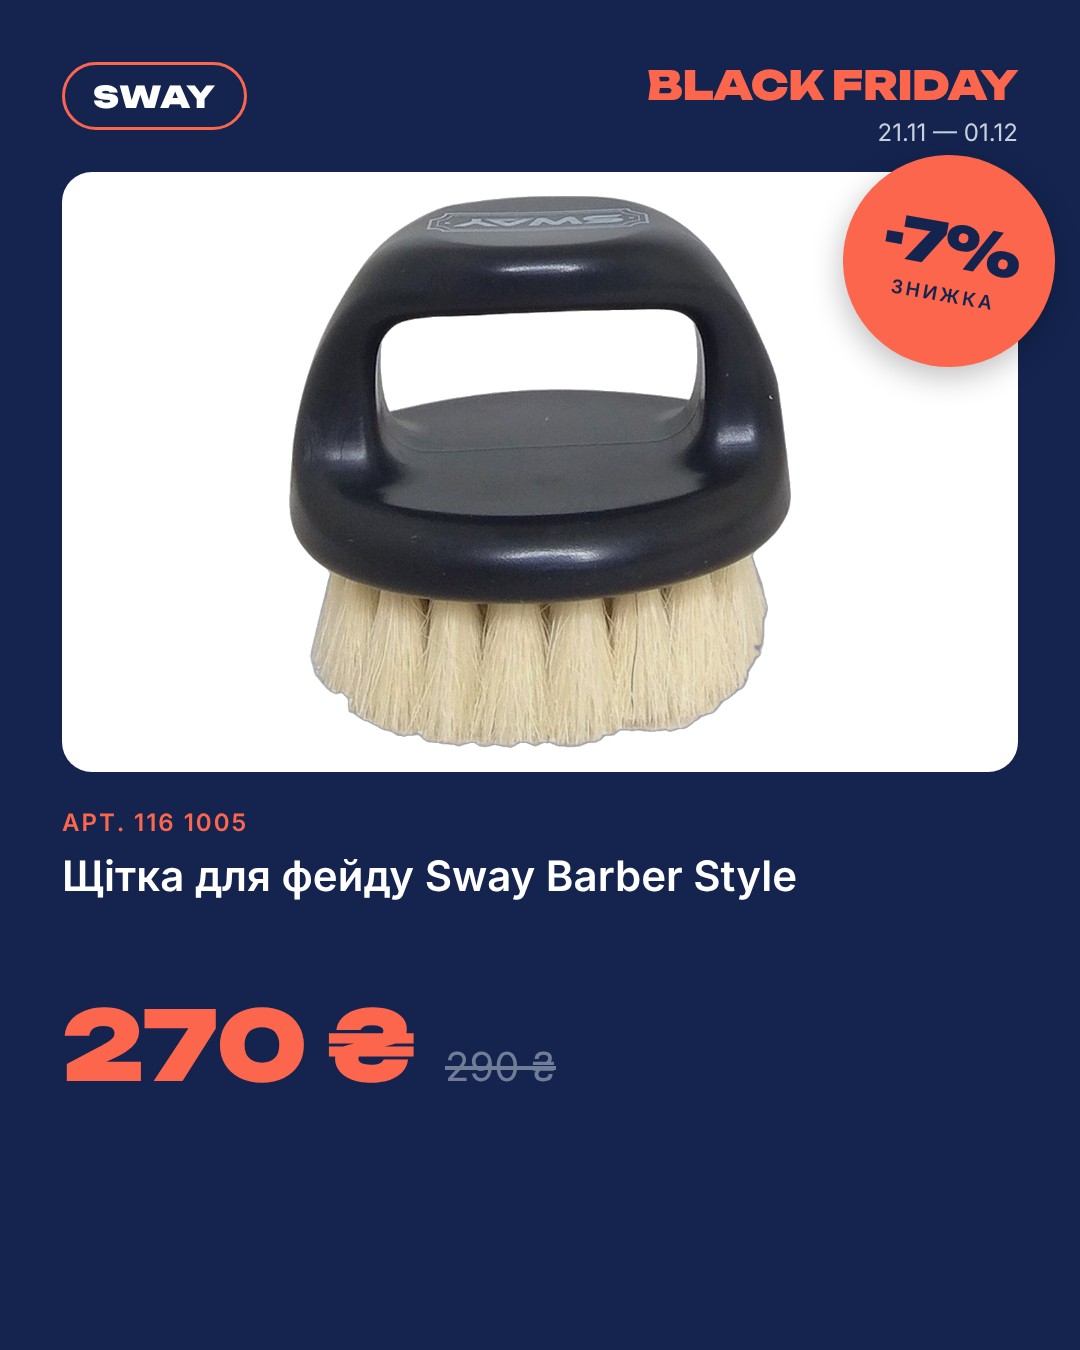 SWAY
BLACK FRIDAY
21.11 — 01.12
-7%
ЗНИЖКА
SWAY
АРТ. 116 1005
Щітка для фейду Sway Barber Style
270 ₴ 290 ₴